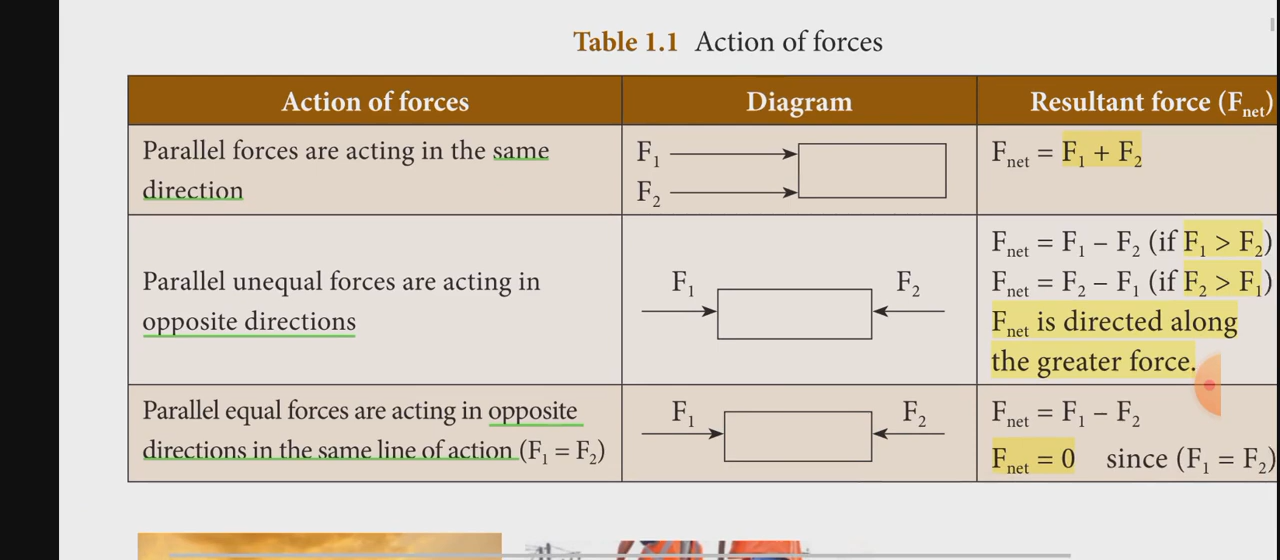 Table 1.1 Action of forces
Action of forces
Diagram
Resultant force (Fnet)
Parallel forces are acting in the same
direction
F1
F2
Fnet = F1 + F2
Parallel unequal forces are acting in
opposite directions
F1
F2
Fnet = F1 – F2 (if F1 > F2)
Fnet = F2 – F1 (if F2 > F1)
Fnet is directed along
the greater force.
Parallel equal forces are acting in opposite
directions in the same line of action (F1 = F2)
F1
F2
Fnet = F1 – F2
Fnet = 0 since (F1 = F2)